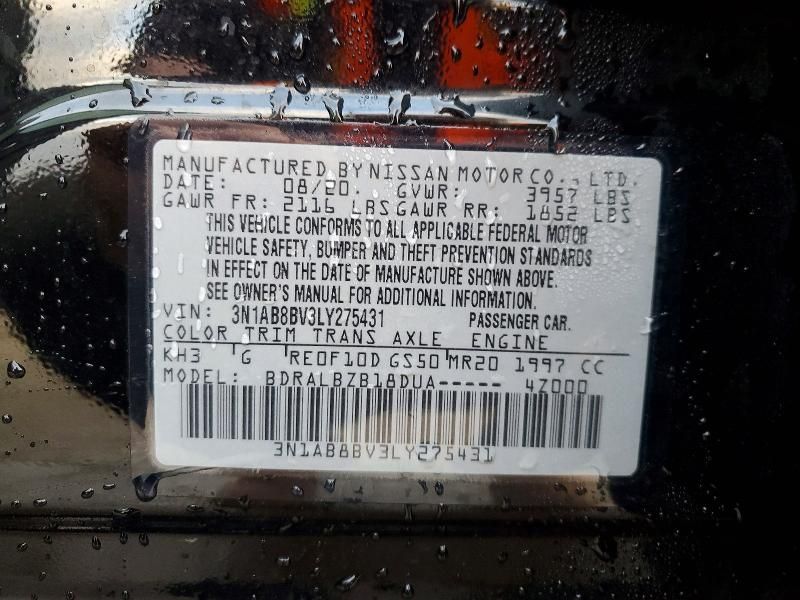 MANUFACTURED BY NISSAN MOTOR CO., LTD.
DATE: 08/20. GVWR: 3957 LBS
GAWR FR: 2116 LBS GAWR RR: 1852 LBS
THIS VEHICLE CONFORMS TO ALL APPLICABLE FEDERAL MOTOR
VEHICLE SAFETY, BUMPER AND THEFT PREVENTION STANDARDS
IN EFFECT ON THE DATE OF MANUFACTURE SHOWN ABOVE.
SEE OWNER'S MANUAL FOR ADDITIONAL INFORMATION.
VIN: 3N1AB8BV3LY275431 PASSENGER CAR.
COLOR TRIM TRANS AXLE ENGINE
KH3 G RE0F10D GS50 MR20 1997 CC
MODEL: BDRALBZB18DUA----- 4Z000
3N1AB8BV3LY275431